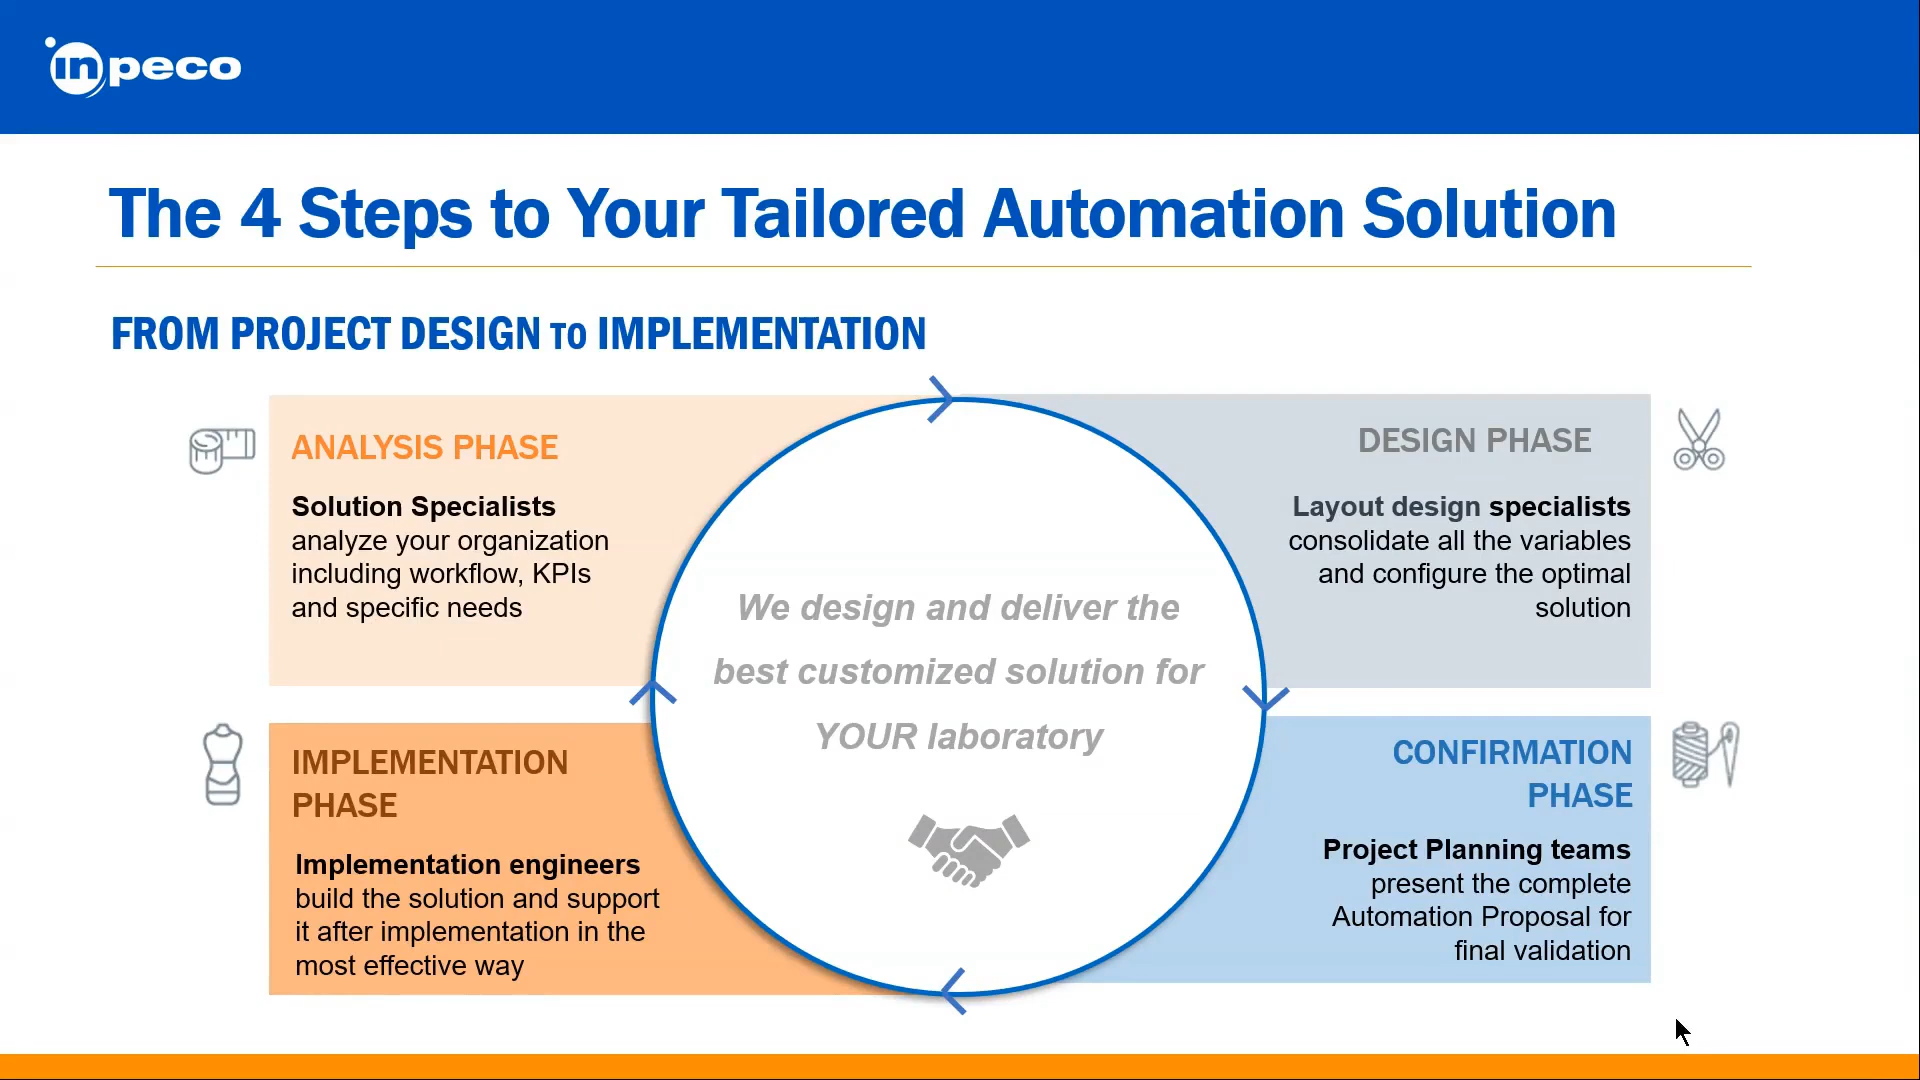 inpeco
The 4 Steps to Your Tailored Automation Solution
FROM PROJECT DESIGN TO IMPLEMENTATION
ANALYSIS PHASE
Solution Specialists
analyze your organization
including workflow, KPIs
and specific needs
DESIGN PHASE
Layout design specialists
consolidate all the variables
and configure the optimal
solution
We design and deliver the
best customized solution for
YOUR laboratory
IMPLEMENTATION
PHASE
Implementation engineers
build the solution and support
it after implementation in the
most effective way
CONFIRMATION
PHASE
Project Planning teams
present the complete
Automation Proposal for
final validation